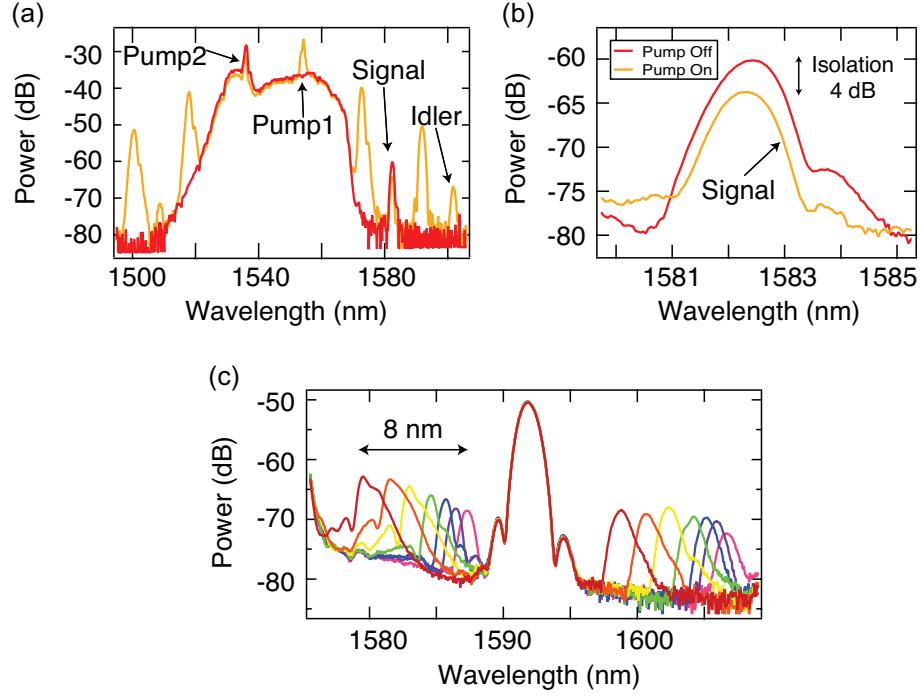 (a)
Power (dB)
-30
-40
-50
-60
-70
-80
Pump2
Pump1
Signal
Idler
1500
1540
1580
Wavelength (nm)
(b)
Power (dB)
-60
-65
-70
-75
-80
Pump Off
Pump On
Isolation
4 dB
Signal
1581
1583
1585
Wavelength (nm)
(c)
Power (dB)
-50
-60
-70
-80
8 nm
1580
1590
1600
Wavelength (nm)